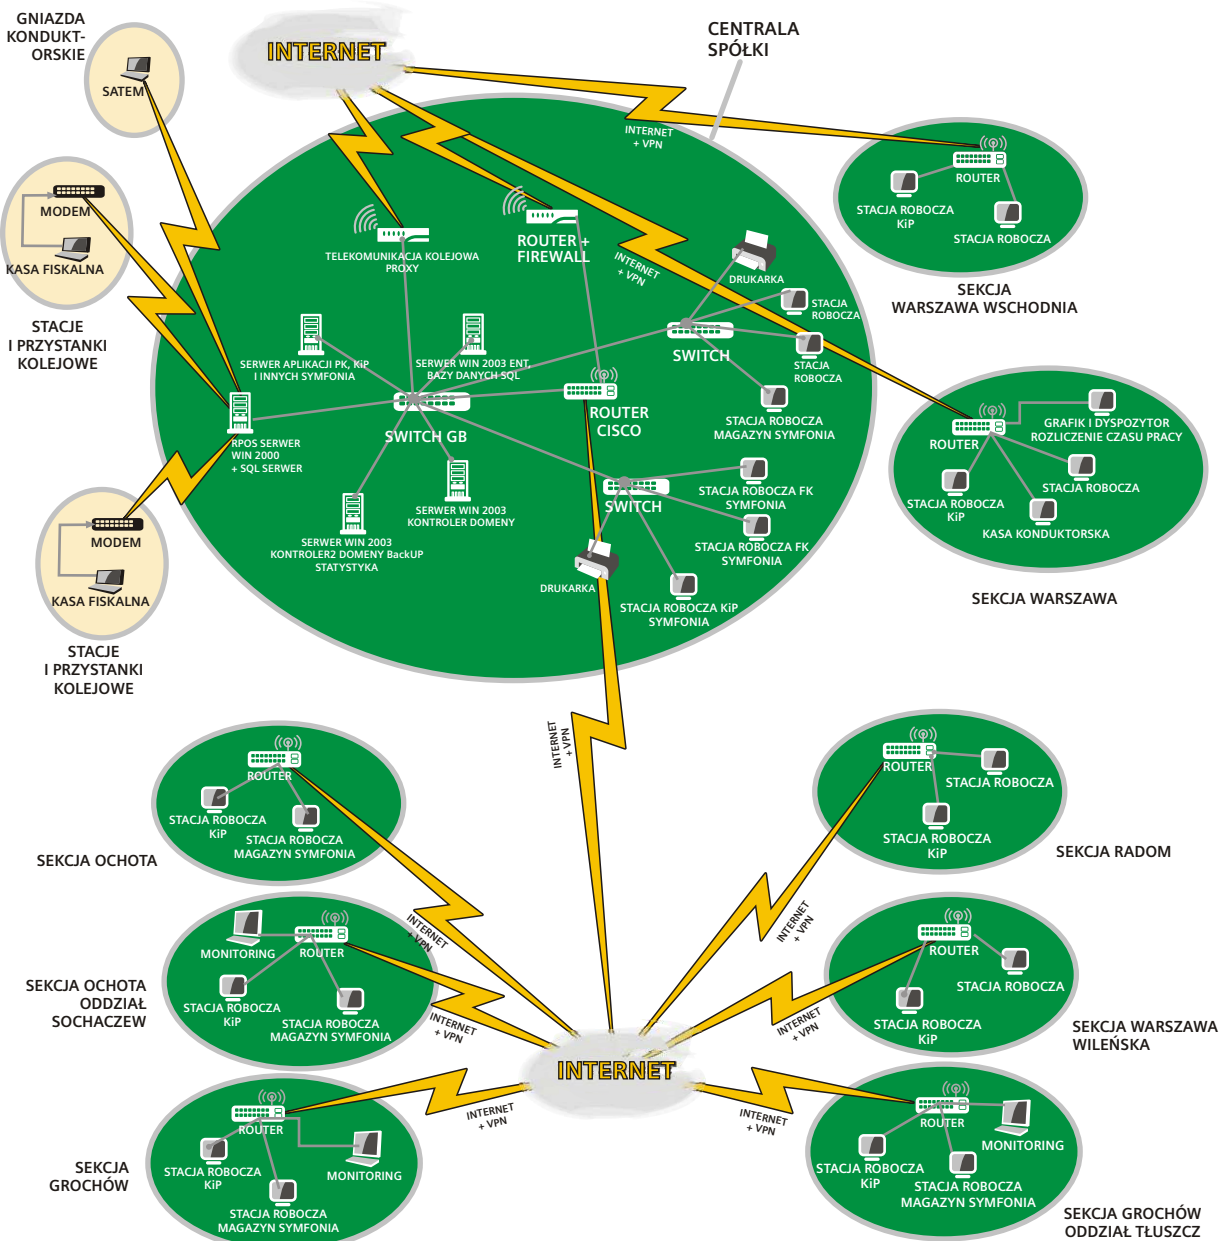 GNIAZDA
KONDUKT-
ORSKIE
SATEM
INTERNET
CENTRALA
SPÓŁKI
INTERNET
+ VPN
ROUTER
STACJA ROBOCZA
KiP
STACJA ROBOCZA
SEKCJA
WARSZAWA WSCHODNIA
MODEM
KASA FISKALNA
STACJE
I PRZYSTANKI
KOLEJOWE
TELEKOMUNIKACJA KOLEJOWA
PROXY
ROUTER +
FIREWALL
INTERNET
+ VPN
DRUKARKA
STACJA
ROBOCZA
SWITCH
STACJA
ROBOCZA
STACJA ROBOCZA
MAGAZYN SYMFONIA
SERWER APLIKACJI PK, KiP
I INNYCH SYMFONIA
SERWER WIN 2003 ENT,
BAZY DANYCH SQL
SWITCH GB
ROUTER
CISCO
RPOS SERWER
WIN 2000
+ SQL SERWER
SERWER WIN 2003
KONTROLER DOMENY
SERWER WIN 2003
KONTROLER2 DOMENY BackUP
STATYSTYKA
SWITCH
STACJA ROBOCZA FK
SYMFONIA
STACJA ROBOCZA FK
SYMFONIA
DRUKARKA
STACJA ROBOCZA KiP
SYMFONIA
ROUTER
GRAFIK I DYSPOZYTOR
ROZLICZENIE CZASU PRACY
STACJA ROBOCZA
KiP
STACJA ROBOCZA
KASA KONDUKTORSKA
SEKCJA WARSZAWA
MODEM
KASA FISKALNA
STACJE
I PRZYSTANKI
KOLEJOWE
INTERNET
+ VPN
ROUTER
STACJA ROBOCZA
KiP
STACJA ROBOCZA
MAGAZYN SYMFONIA
SEKCJA OCHOTA
INTERNET
+ VPN
ROUTER
STACJA ROBOCZA
STACJA ROBOCZA
KiP
SEKCJA RADOM
INTERNET
+ VPN
MONITORING
ROUTER
STACJA ROBOCZA
KiP
STACJA ROBOCZA
MAGAZYN SYMFONIA
SEKCJA OCHOTA
ODDZIAŁ
SOCHACZEW
INTERNET
+ VPN
ROUTER
STACJA ROBOCZA
STACJA ROBOCZA
KiP
SEKCJA WARSZAWA
WILEŃSKA
INTERNET
+ VPN
INTERNET
ROUTER
STACJA ROBOCZA
KiP
MONITORING
STACJA ROBOCZA
MAGAZYN SYMFONIA
SEKCJA
GROCHÓW
INTERNET
+ VPN
INTERNET
+ VPN
ROUTER
MONITORING
STACJA ROBOCZA
KiP
STACJA ROBOCZA
MAGAZYN SYMFONIA
SEKCJA GROCHÓW
ODDZIAŁ TŁUSZCZ